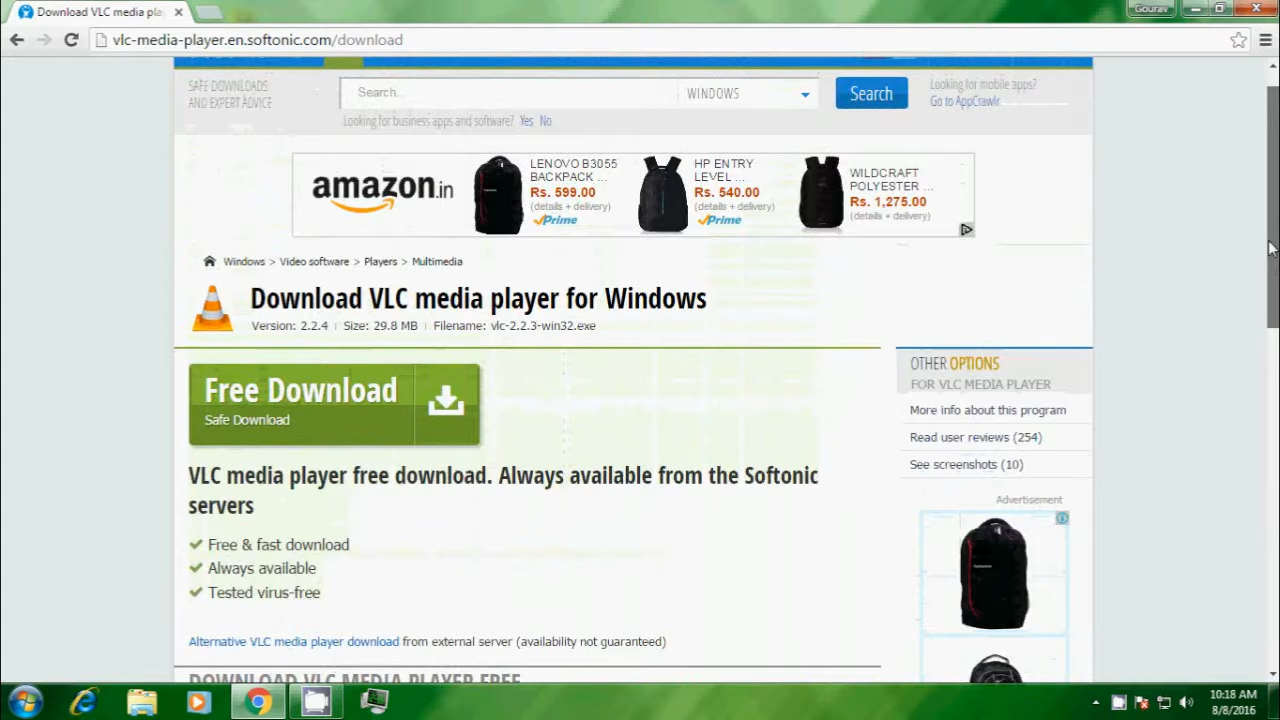 Download VLC media pla
Gourav
vlc-media-player.en.softonic.com/download
SAFE DOWNLOADS
AND EXPERT ADVICE
Search...
WINDOWS
Search
Looking for mobile apps?
Go to AppCrawlr
Looking for business apps and software? Yes No
amazon.in
LENOVO B3055
BACKPACK ...
Rs. 599.00
(details + delivery)
Prime
HP ENTRY
LEVEL ...
Rs. 540.00
(details + delivery)
Prime
WILDCRAFT
POLYESTER ...
Rs. 1,275.00
(details + delivery)
Windows > Video software > Players > Multimedia
Download VLC media player for Windows
Version: 2.2.4 | Size: 29.8 MB | Filename: vlc-2.2.3-win32.exe
Free Download
Safe Download
OTHER OPTIONS
FOR VLC MEDIA PLAYER
More info about this program
Read user reviews (254)
See screenshots (10)
Advertisement
VLC media player free download. Always available from the Softonic
servers
Free & fast download
Always available
Tested virus-free
Alternative VLC media player download from external server (availability not guaranteed)
DOWNLOAD VLC MEDIA PLAYER FREE
10:18 AM
8/8/2016